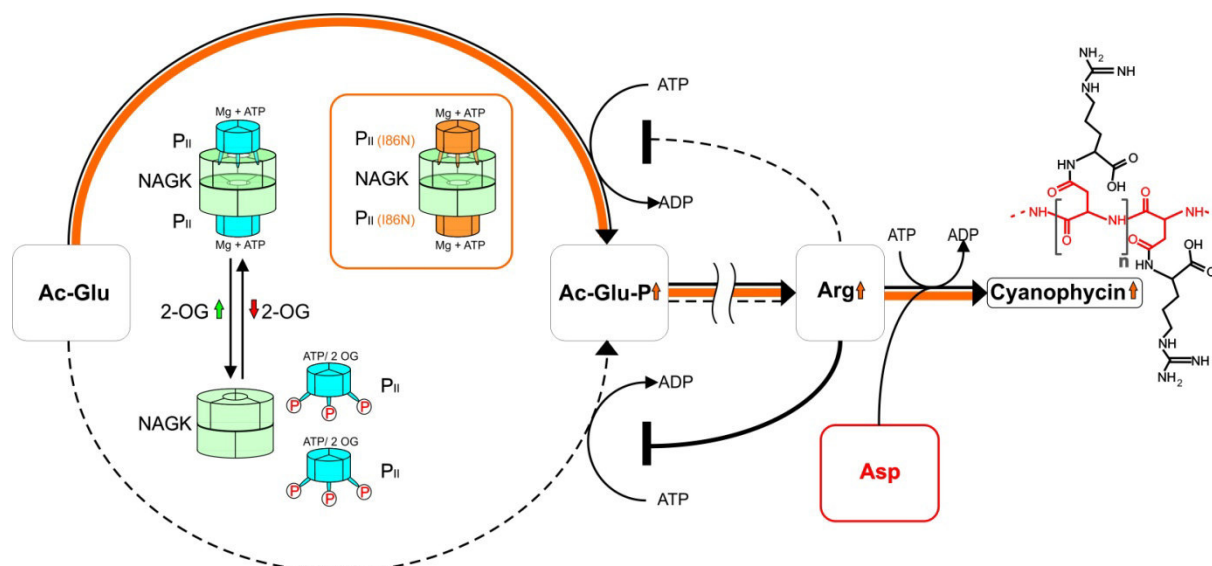 Mg + ATP
PII
NAGK
PII
Mg + ATP
Mg + ATP
PII (I86N)
NAGK
PII (I86N)
Mg + ATP
ATP
ADP
Ac-Glu
2-OG
2-OG
Ac-Glu-P
Arg
ATP
ADP
Cyanophycin
ATP/ 2 OG
PII
P
P
P
NAGK
ATP/ 2 OG
PII
P
P
P
ADP
ATP
Asp
NH2
NH
NH
HN
O
OH
O
NH
O
NH
O
O
NH
n
O
HN
O
OH
NH
HN
NH
NH2